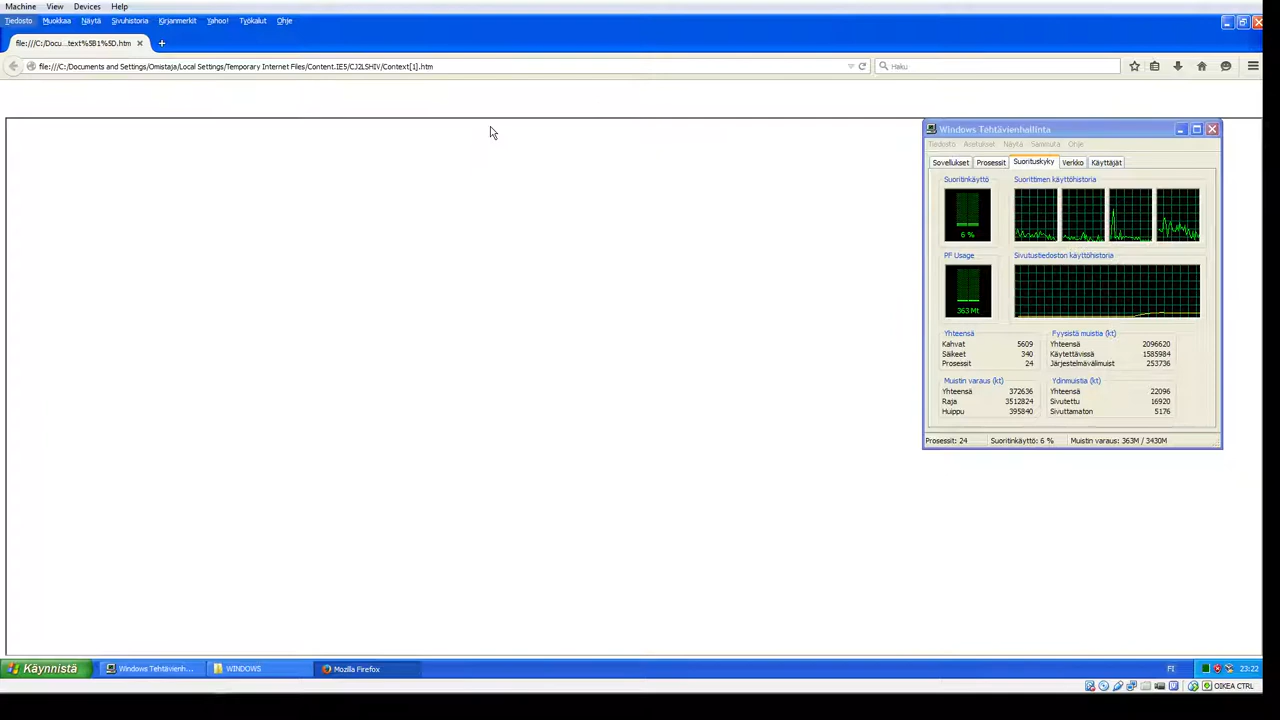 Machine View Devices Help
Tiedosto Muokkaa Näytä Sivuhistoria Kirjanmerkit Yahoo! Työkalut Ohje
file:///C:/Docu...text%5B1%5D.htm
file:///C:/Documents and Settings/Omistaja/Local Settings/Temporary Internet Files/Content.IE5/CJ2LSHIV/Context[1].htm
Haku
Windows Tehtävienhallinta
Tiedosto Asetukset Näytä Sammuta Ohje
Sovellukset Prosessit Suorituskyky Verkko Käyttäjät
Suoritinkäyttö Suorittimen käyttöhistoria
6 %
PF Usage Sivutustiedoston käyttöhistoria
363 Mt
Yhteensä Fyysistä muistia (kt)
Kahvat 5609 Yhteensä 2096620
Säikeet 340 Käytettävissä 1585984
Prosessit 24 Järjestelmävälimuist 253736
Muistin varaus (kt) Ydinmuistia (kt)
Yhteensä 372636 Yhteensä 22096
Raja 3512824 Sivutettu 16920
Huippu 395840 Sivuttamaton 5176
Prosessit: 24 Suoritinkäyttö: 6 % Muistin varaus: 363M / 3430M
Käynnistä Windows Tehtävienh... WINDOWS Mozilla Firefox FI 23:22
OIKEA CTRL